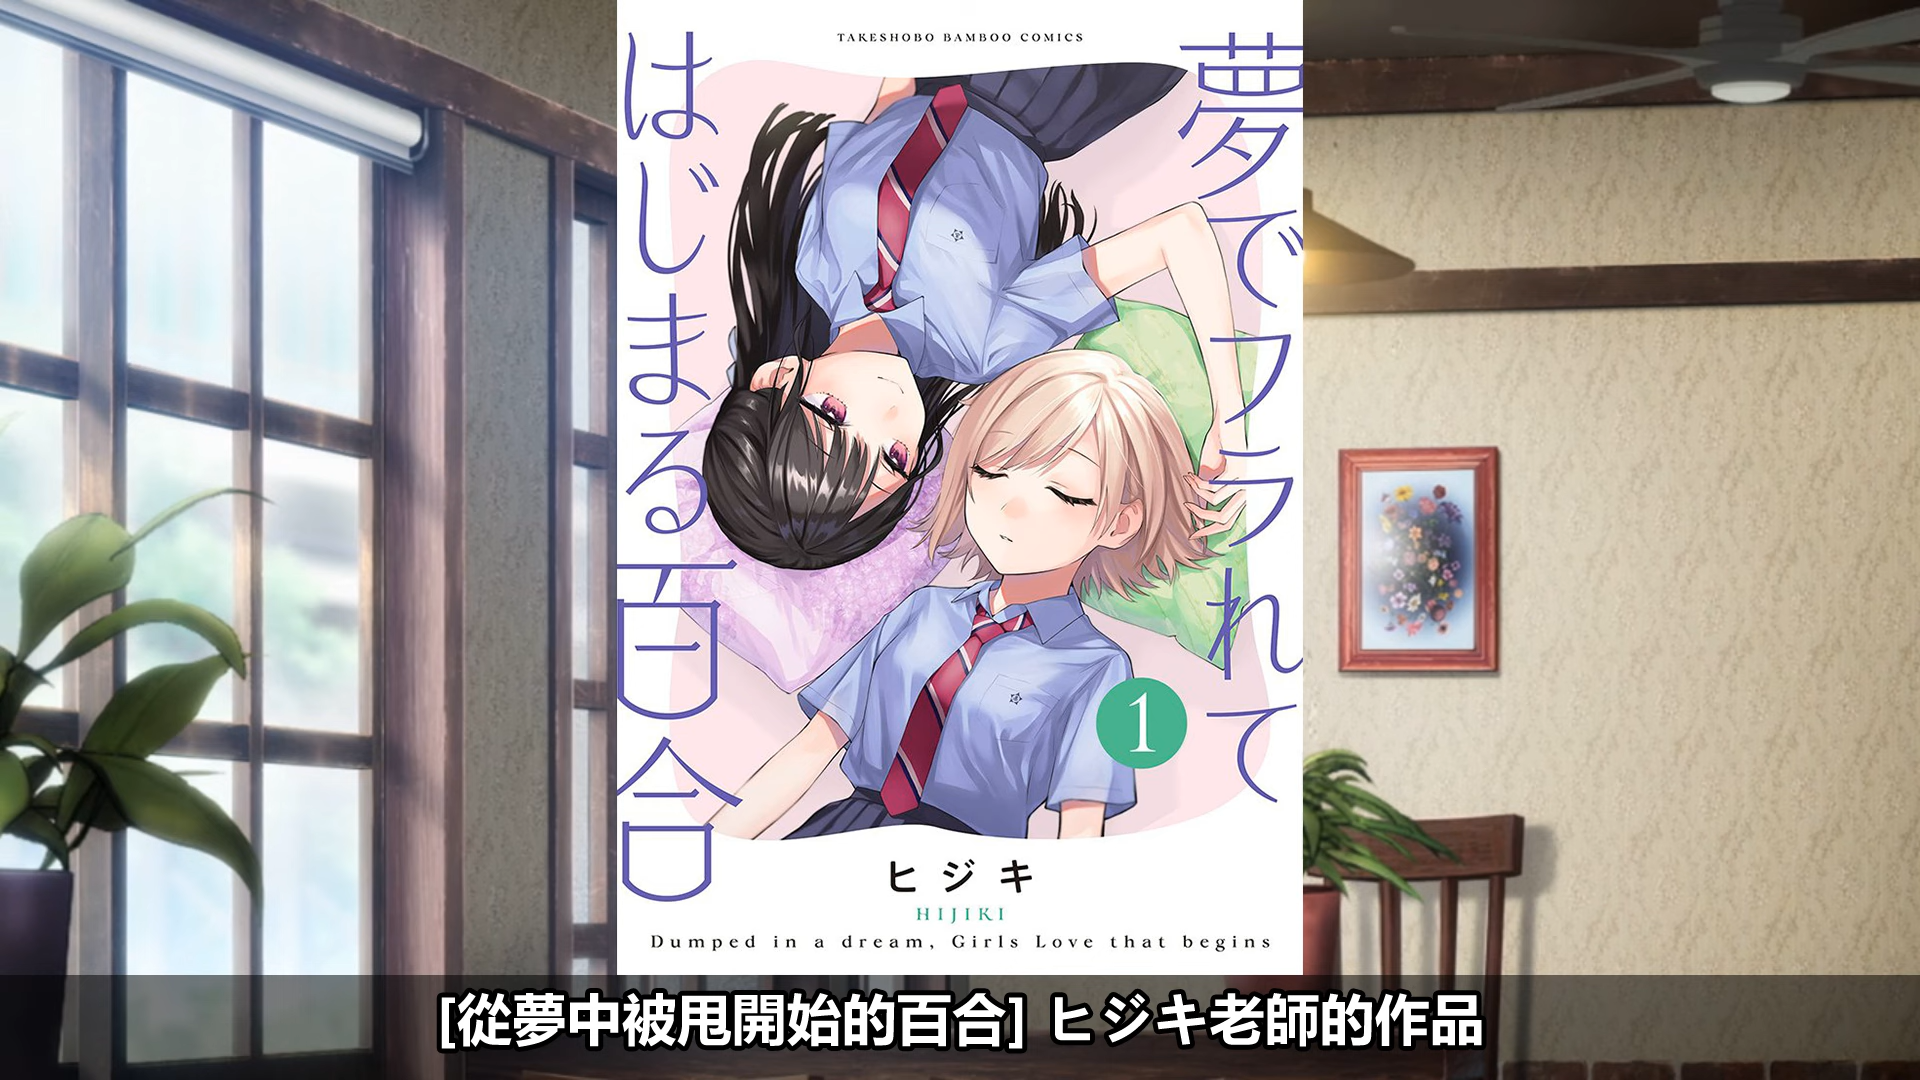 TAKESHOBO BAMBOO COMICS
夢でフラれて
はじまる百合
1
ヒジキ
HIJIKI
Dumped in a dream, Girls Love that begins
[從夢中被甩開始的百合] ヒジキ老師的作品